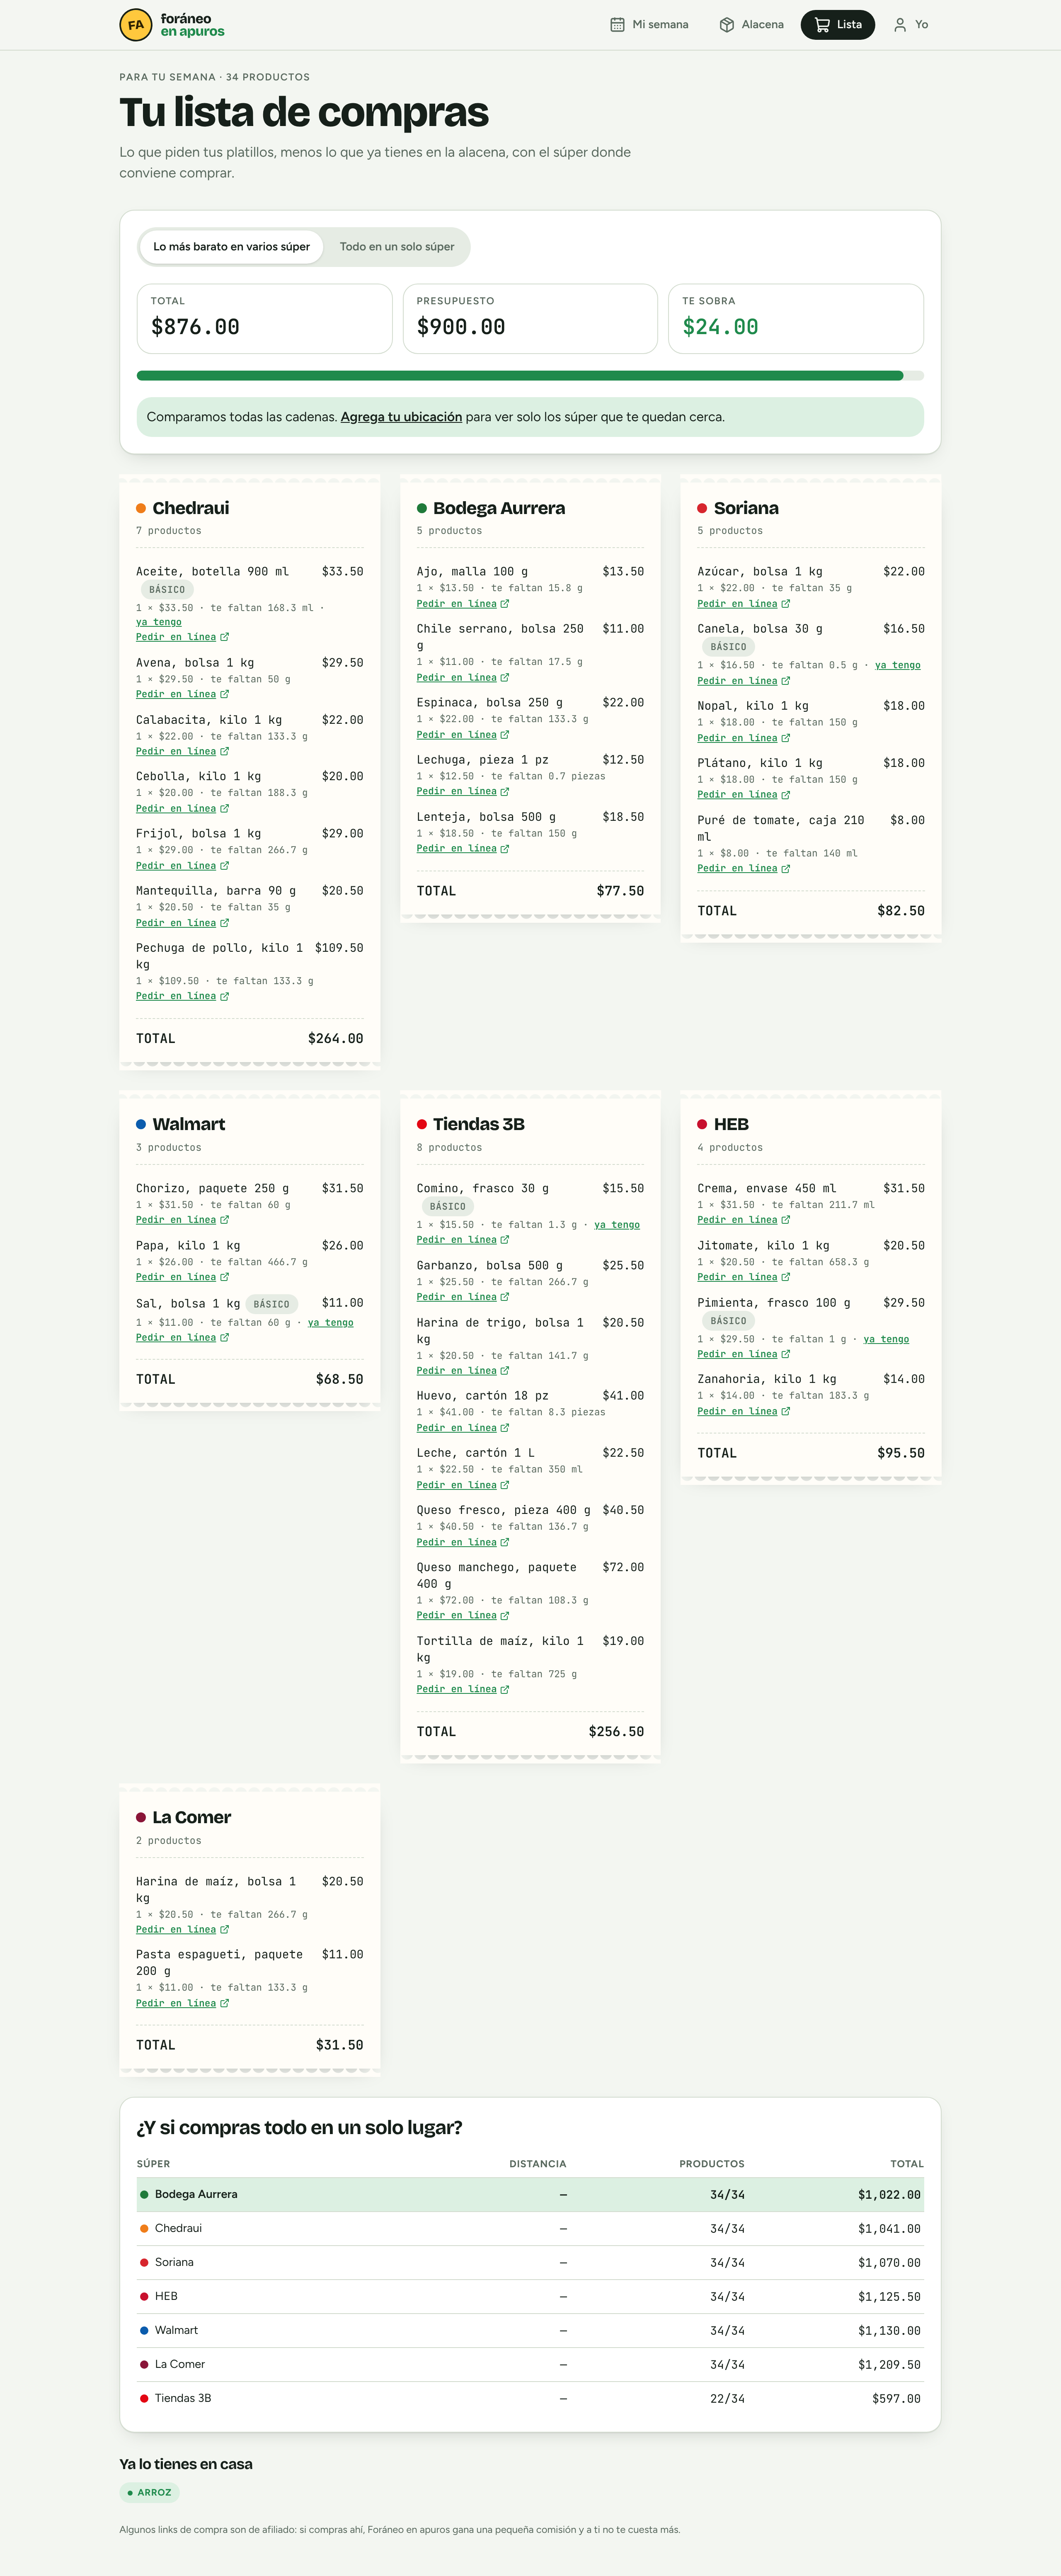 FA
foráneo
en apuros
Mi semana
Alacena
Lista
Yo
PARA TU SEMANA · 34 PRODUCTOS
Tu lista de compras
Lo que piden tus platillos, menos lo que ya tienes en la alacena, con el súper donde
conviene comprar.
Lo más barato en varios súper
Todo en un solo súper
TOTAL
$876.00
PRESUPUESTO
$900.00
TE SOBRA
$24.00
Comparamos todas las cadenas. Agrega tu ubicación para ver solo los súper que te quedan cerca.
Chedraui
7 productos
Aceite, botella 900 ml $33.50
BÁSICO
1 × $33.50 · te faltan 168.3 ml ·
ya tengo
Pedir en línea
Avena, bolsa 1 kg $29.50
1 × $29.50 · te faltan 50 g
Pedir en línea
Calabacita, kilo 1 kg $22.00
1 × $22.00 · te faltan 133.3 g
Pedir en línea
Cebolla, kilo 1 kg $20.00
1 × $20.00 · te faltan 188.3 g
Pedir en línea
Frijol, bolsa 1 kg $29.00
1 × $29.00 · te faltan 266.7 g
Pedir en línea
Mantequilla, barra 90 g $20.50
1 × $20.50 · te faltan 35 g
Pedir en línea
Pechuga de pollo, kilo 1 $109.50
kg
1 × $109.50 · te faltan 133.3 g
Pedir en línea
TOTAL $264.00
Bodega Aurrera
5 productos
Ajo, malla 100 g $13.50
1 × $13.50 · te faltan 15.8 g
Pedir en línea
Chile serrano, bolsa 250 $11.00
g
1 × $11.00 · te faltan 17.5 g
Pedir en línea
Espinaca, bolsa 250 g $22.00
1 × $22.00 · te faltan 133.3 g
Pedir en línea
Lechuga, pieza 1 pz $12.50
1 × $12.50 · te faltan 0.7 piezas
Pedir en línea
Lenteja, bolsa 500 g $18.50
1 × $18.50 · te faltan 150 g
Pedir en línea
TOTAL $77.50
Soriana
5 productos
Azúcar, bolsa 1 kg $22.00
1 × $22.00 · te faltan 35 g
Pedir en línea
Canela, bolsa 30 g $16.50
BÁSICO
1 × $16.50 · te faltan 0.5 g · ya tengo
Pedir en línea
Nopal, kilo 1 kg $18.00
1 × $18.00 · te faltan 150 g
Pedir en línea
Plátano, kilo 1 kg $18.00
1 × $18.00 · te faltan 150 g
Pedir en línea
Puré de tomate, caja 210 $8.00
ml
1 × $8.00 · te faltan 140 ml
Pedir en línea
TOTAL $82.50
Walmart
3 productos
Chorizo, paquete 250 g $31.50
1 × $31.50 · te faltan 60 g
Pedir en línea
Papa, kilo 1 kg $26.00
1 × $26.00 · te faltan 466.7 g
Pedir en línea
Sal, bolsa 1 kg BÁSICO $11.00
1 × $11.00 · te faltan 60 g · ya tengo
Pedir en línea
TOTAL $68.50
Tiendas 3B
8 productos
Comino, frasco 30 g $15.50
BÁSICO
1 × $15.50 · te faltan 1.3 g · ya tengo
Pedir en línea
Garbanzo, bolsa 500 g $25.50
1 × $25.50 · te faltan 266.7 g
Pedir en línea
Harina de trigo, bolsa 1 $20.50
kg
1 × $20.50 · te faltan 141.7 g
Pedir en línea
Huevo, cartón 18 pz $41.00
1 × $41.00 · te faltan 8.3 piezas
Pedir en línea
Leche, cartón 1 L $22.50
1 × $22.50 · te faltan 350 ml
Pedir en línea
Queso fresco, pieza 400 g $40.50
1 × $40.50 · te faltan 136.7 g
Pedir en línea
Queso manchego, paquete $72.00
400 g
1 × $72.00 · te faltan 108.3 g
Pedir en línea
Tortilla de maíz, kilo 1 $19.00
kg
1 × $19.00 · te faltan 725 g
Pedir en línea
TOTAL $256.50
HEB
4 productos
Crema, envase 450 ml $31.50
1 × $31.50 · te faltan 211.7 ml
Pedir en línea
Jitomate, kilo 1 kg $20.50
1 × $20.50 · te faltan 658.3 g
Pedir en línea
Pimienta, frasco 100 g $29.50
BÁSICO
1 × $29.50 · te faltan 1 g · ya tengo
Pedir en línea
Zanahoria, kilo 1 kg $14.00
1 × $14.00 · te faltan 183.3 g
Pedir en línea
TOTAL $95.50
La Comer
2 productos
Harina de maíz, bolsa 1 $20.50
kg
1 × $20.50 · te faltan 266.7 g
Pedir en línea
Pasta espagueti, paquete $11.00
200 g
1 × $11.00 · te faltan 133.3 g
Pedir en línea
TOTAL $31.50
¿Y si compras todo en un solo lugar?
SÚPER DISTANCIA PRODUCTOS TOTAL
Bodega Aurrera — 34/34 $1,022.00
Chedraui — 34/34 $1,041.00
Soriana — 34/34 $1,070.00
HEB — 34/34 $1,125.50
Walmart — 34/34 $1,130.00
La Comer — 34/34 $1,209.50
Tiendas 3B — 22/34 $597.00
Ya lo tienes en casa
ARROZ
Algunos links de compra son de afiliado: si compras ahí, Foráneo en apuros gana una pequeña comisión y a ti no te cuesta más.